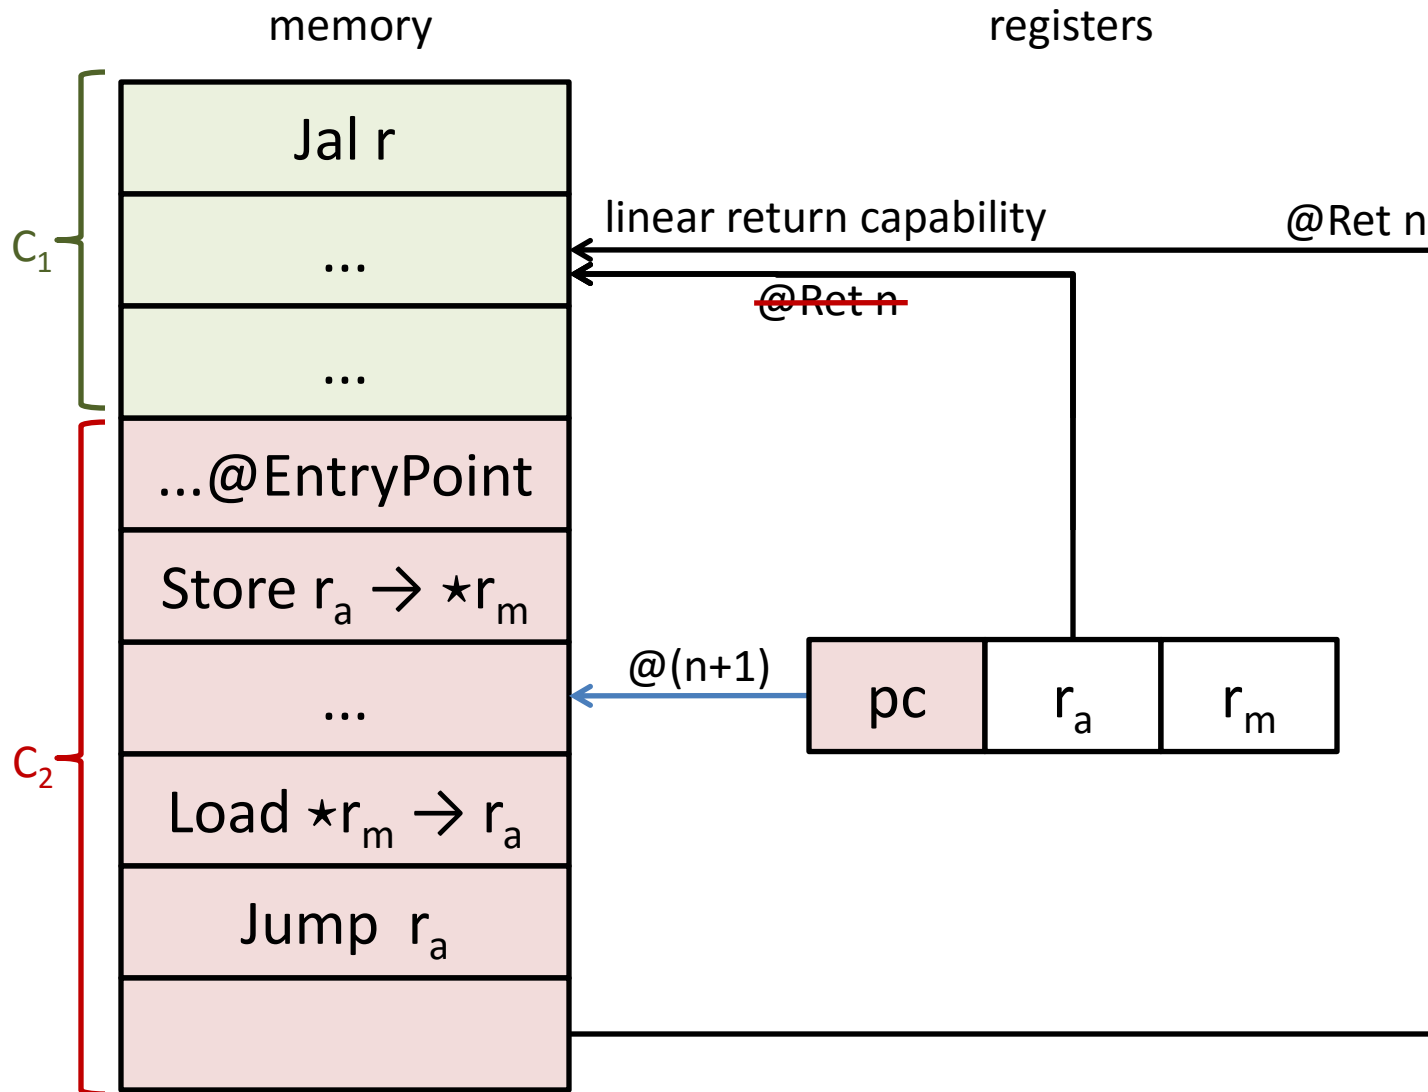 memory
registers
Jal r
linear return capability
@Ret n
C₁
...
@Ret n
...
...@EntryPoint
Store rₐ → ⋆rₘ
@(n+1)
pc
rₐ
rₘ
...
C₂
Load ⋆rₘ → rₐ
Jump rₐ